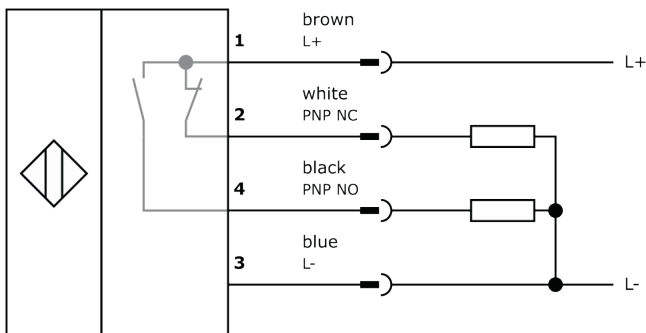 brown
1 L+
L+
white
2 PNP NC
black
4 PNP NO
blue
3 L-
L-